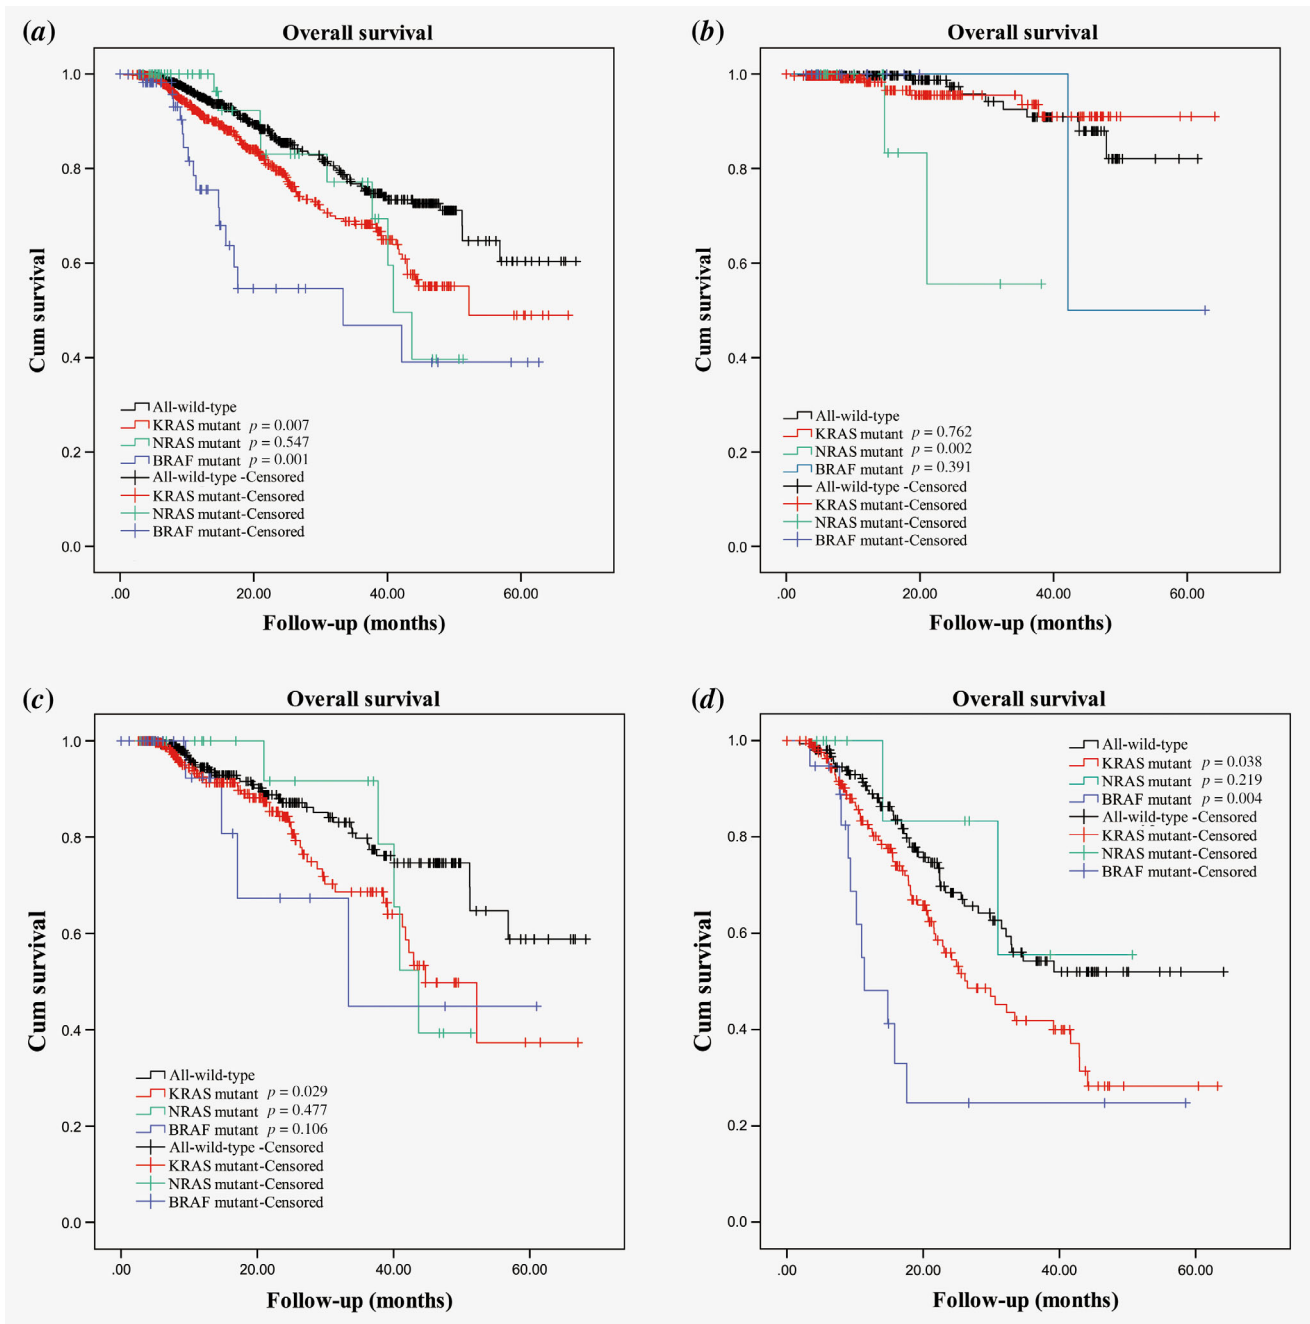 (a)
Overall survival
Cum survival
1.0
0.8
0.6
0.4
0.2
0.0
All-wild-type
KRAS mutant p = 0.007
NRAS mutant p = 0.547
BRAF mutant p = 0.001
All-wild-type -Censored
KRAS mutant-Censored
NRAS mutant-Censored
BRAF mutant-Censored
.00 20.00 40.00 60.00
Follow-up (months)
(b)
Overall survival
Cum survival
1.0
0.8
0.6
0.4
0.2
0.0
All-wild-type
KRAS mutant p = 0.762
NRAS mutant p = 0.002
BRAF mutant p = 0.391
All-wild-type -Censored
KRAS mutant-Censored
NRAS mutant-Censored
BRAF mutant-Censored
.00 20.00 40.00 60.00
Follow-up (months)
(c)
Overall survival
Cum survival
1.0
0.8
0.6
0.4
0.2
0.0
All-wild-type
KRAS mutant p = 0.029
NRAS mutant p = 0.477
BRAF mutant p = 0.106
All-wild-type -Censored
KRAS mutant-Censored
NRAS mutant-Censored
BRAF mutant-Censored
.00 20.00 40.00 60.00
Follow-up (months)
(d)
Overall survival
Cum survival
1.0
0.8
0.6
0.4
0.2
0.0
All-wild-type
KRAS mutant p = 0.038
NRAS mutant p = 0.219
BRAF mutant p = 0.004
All-wild-type -Censored
KRAS mutant-Censored
NRAS mutant-Censored
BRAF mutant-Censored
.00 20.00 40.00 60.00
Follow-up (months)